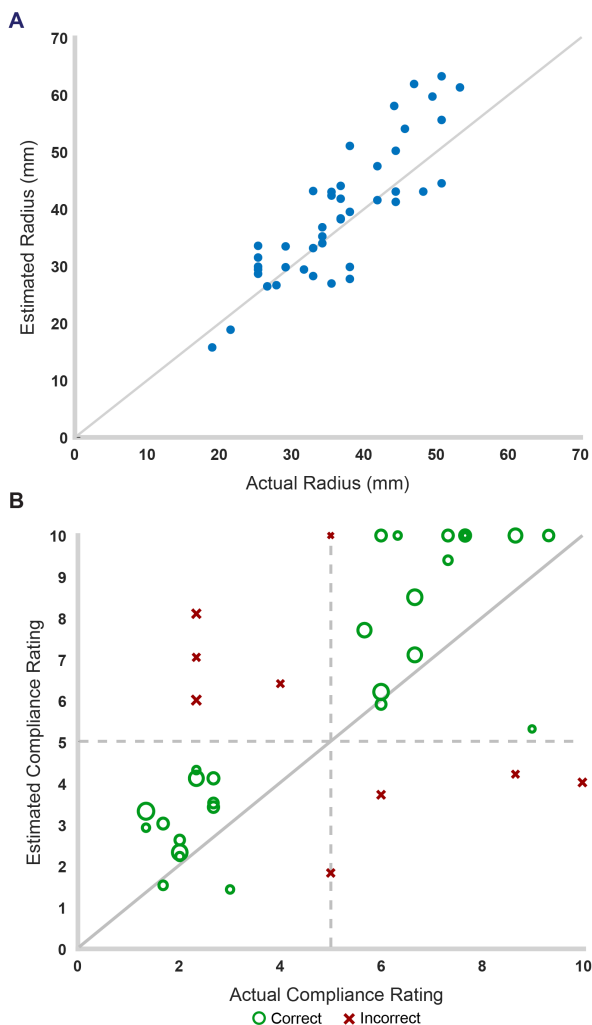 A
70
60
50
40
30
20
10
0
Estimated Radius (mm)
0 10 20 30 40 50 60 70
Actual Radius (mm)
B
10
9
8
7
6
5
4
3
2
1
0
Estimated Compliance Rating
0 2 4 6 8 10
Actual Compliance Rating
Correct Incorrect